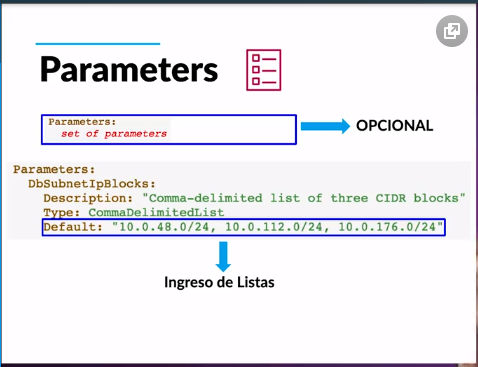 Parameters
Parameters:
set of parameters
OPCIONAL
Parameters:
DbSubnetIpBlocks:
Description: "Comma-delimited list of three CIDR blocks"
Type: CommaDelimitedList
Default: "10.0.48.0/24, 10.0.112.0/24, 10.0.176.0/24"
Ingreso de Listas